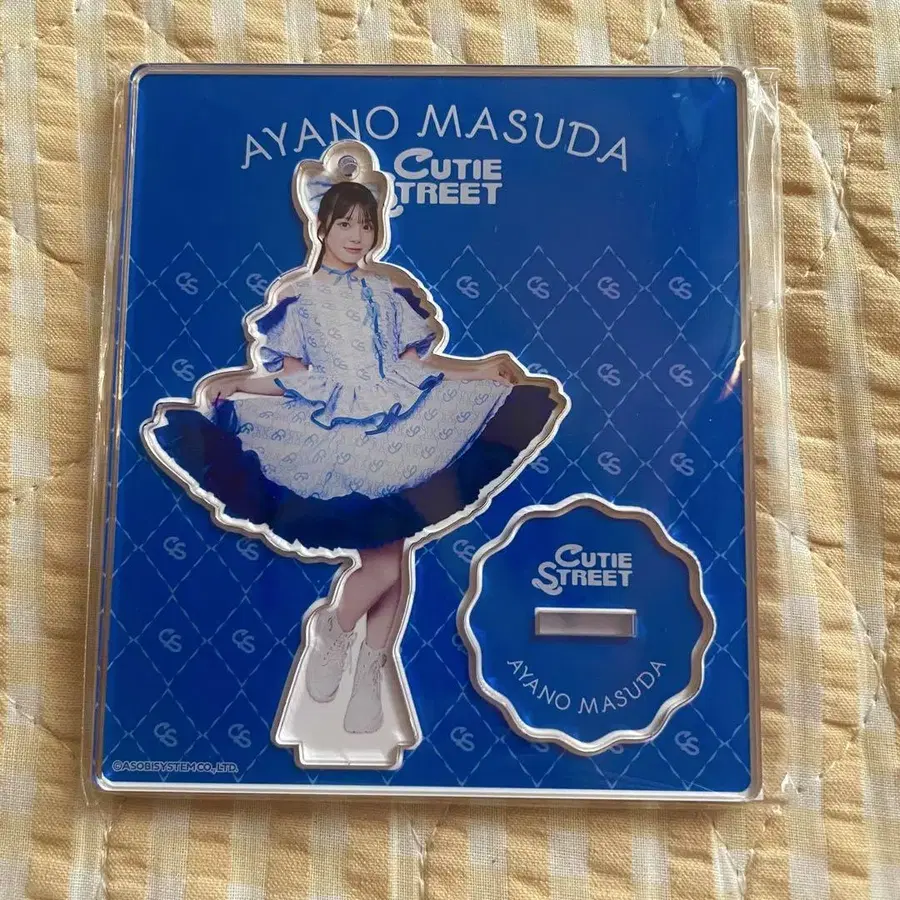 AYANO MASUDA
CUTIE
STREET
CUTIE
STREET
AYANO MASUDA
©ASOBISYSTEM CO.,LTD.